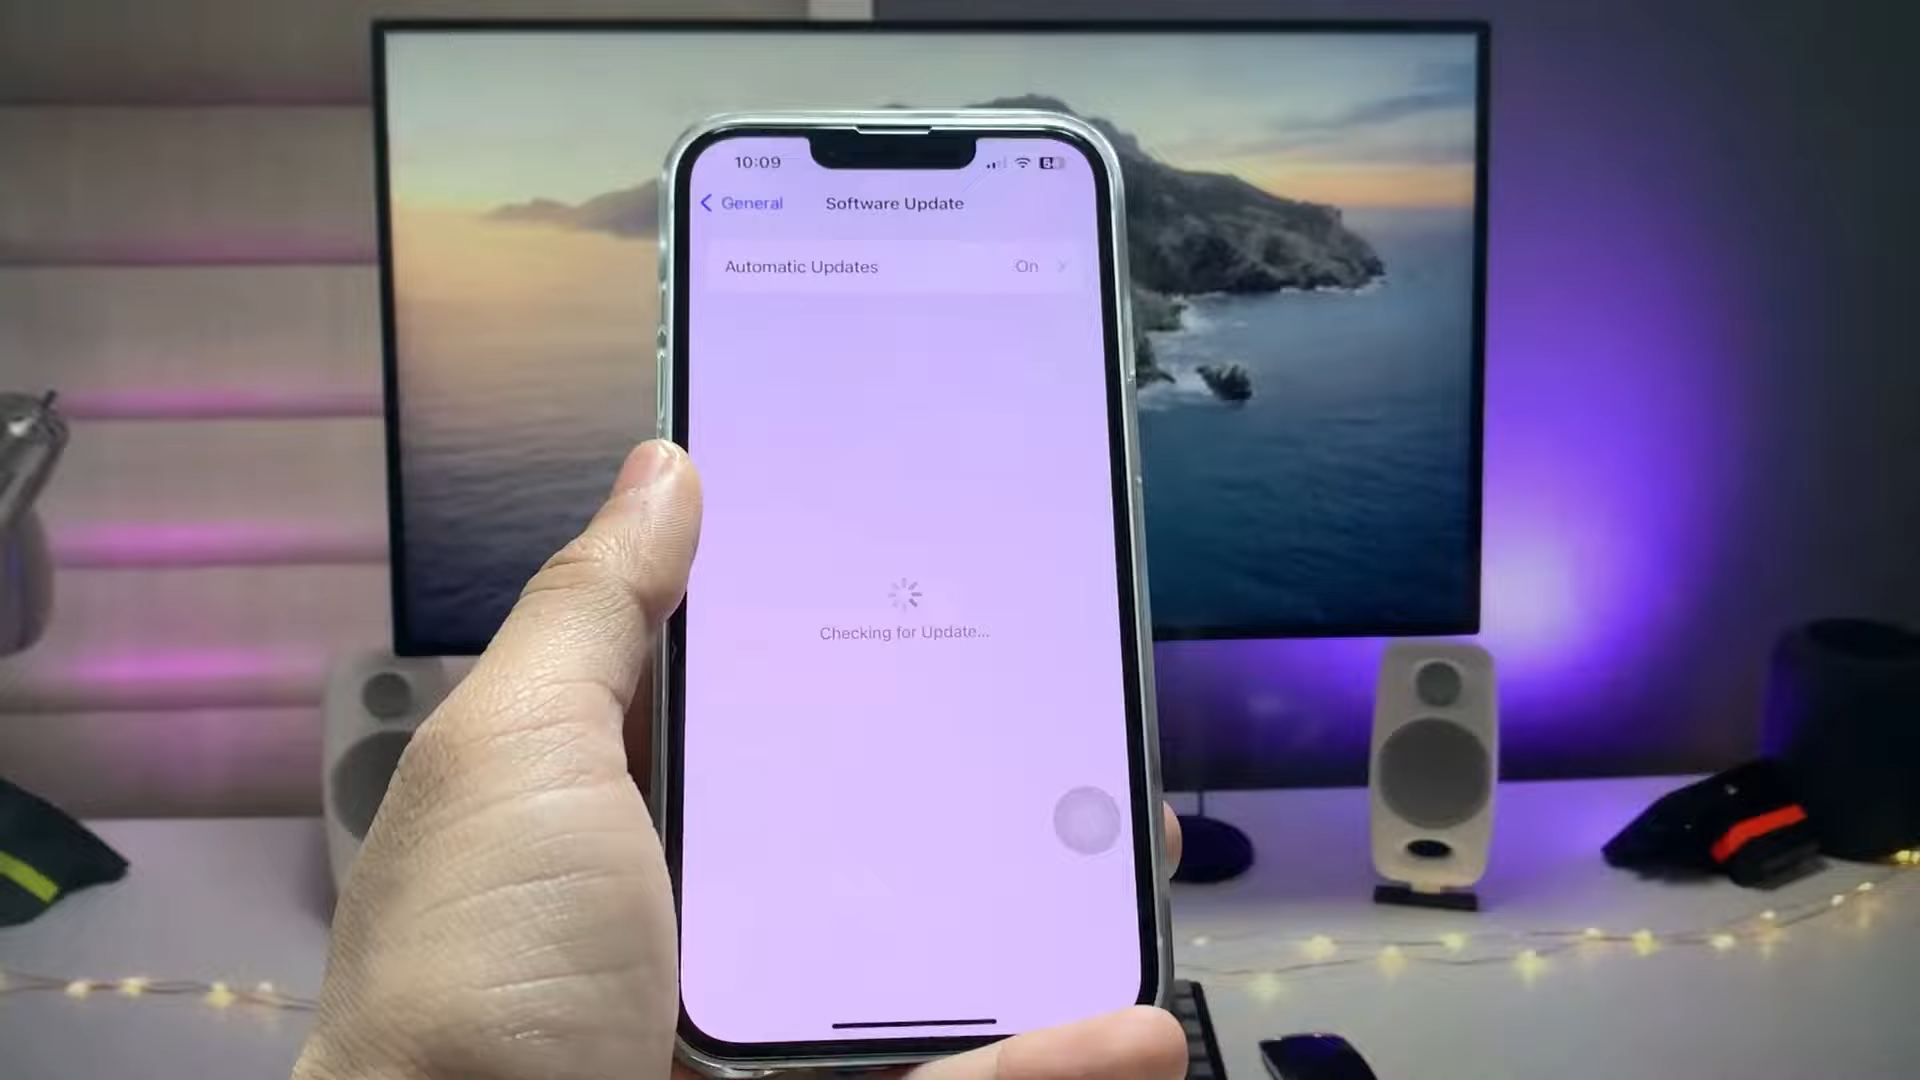 10:09
General
Software Update
Automatic Updates
On
Checking for Update...